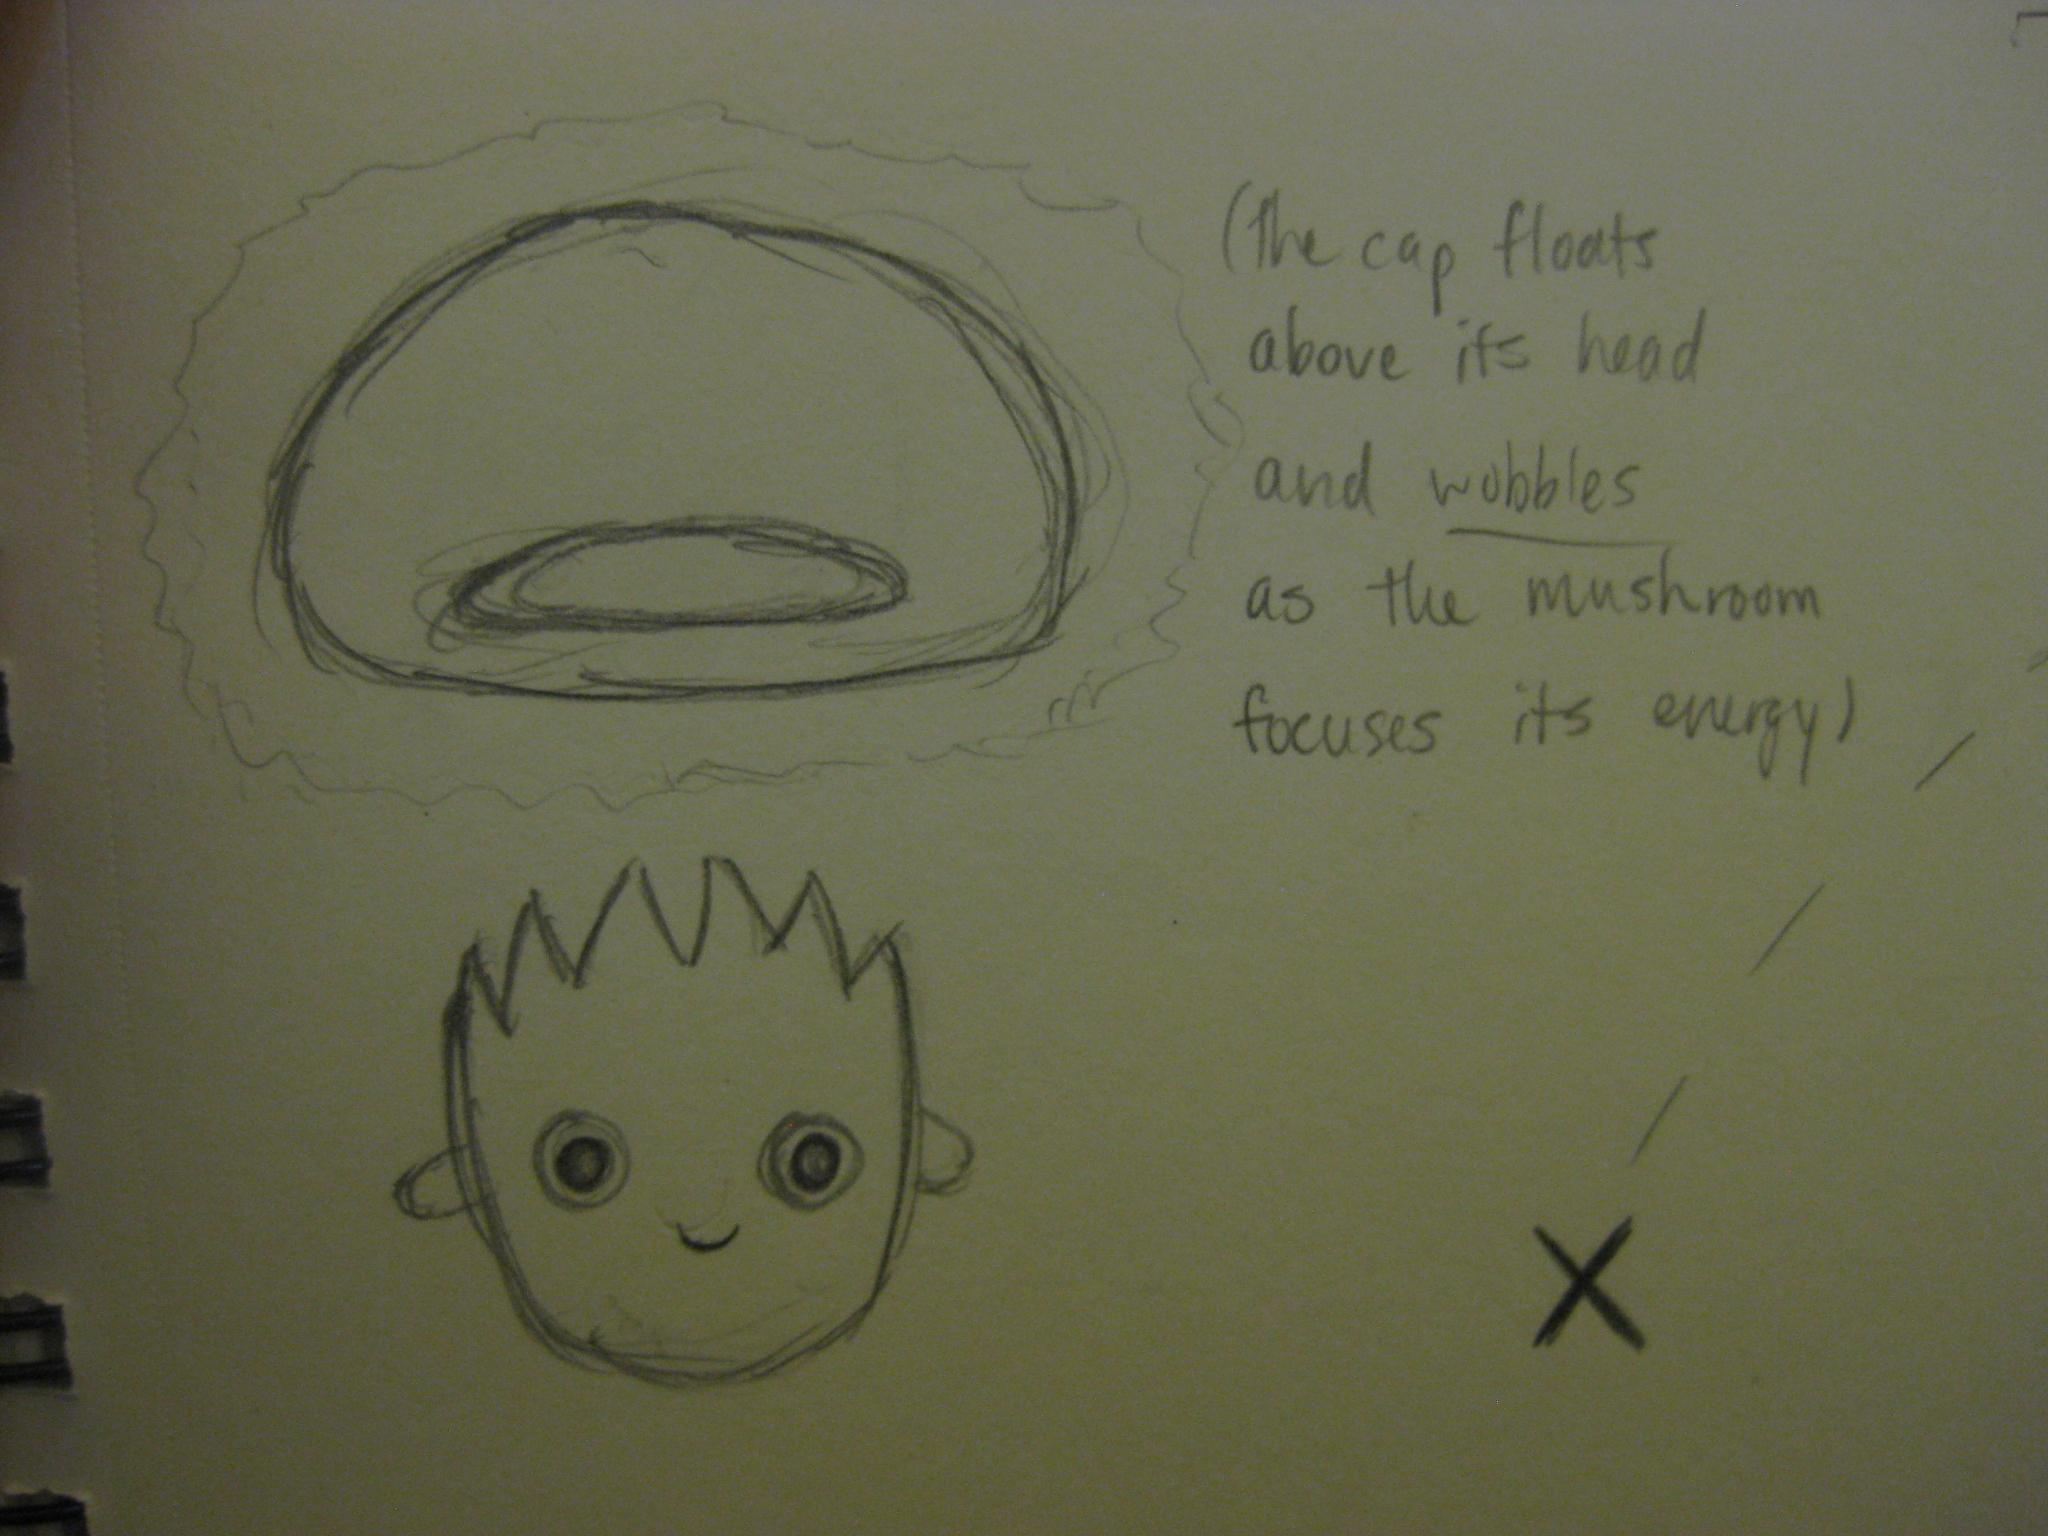 (The cap floats
above its head
and wobbles
as the mushroom
focuses its energy)
X